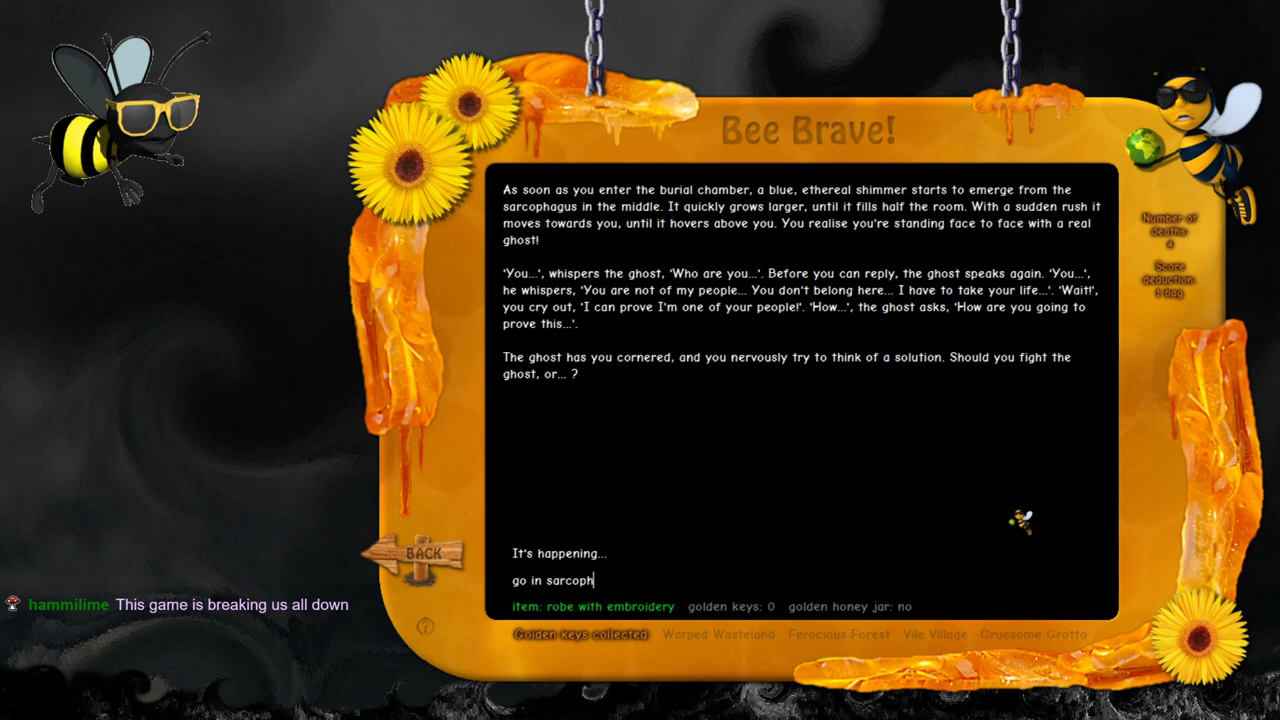 Bee Brave!
As soon as you enter the burial chamber, a blue, ethereal shimmer starts to emerge from the
sarcophagus in the middle. It quickly grows larger, until it fills half the room. With a sudden rush it
moves towards you, until it hovers above you. You realise you're standing face to face with a real
ghost!
'You...', whispers the ghost, 'Who are you...'. Before you can reply, the ghost speaks again. 'You...',
he whispers, 'You are not of my people... You don't belong here... I have to take your life...'. 'Wait!',
you cry out, 'I can prove I'm one of your people!'. 'How...', the ghost asks, 'How are you going to
prove this...'.
The ghost has you cornered, and you nervously try to think of a solution. Should you fight the
ghost, or... ?
Number of
deaths:
4
Score
deduction:
1 bag
It's happening...
go in sarcoph
item: robe with embroidery golden keys: 0 golden honey jar: no
BACK
hammilime This game is breaking us all down
?
Golden keys collected Warped Wasteland Ferocious Forest Vile Village Gruesome Grotto